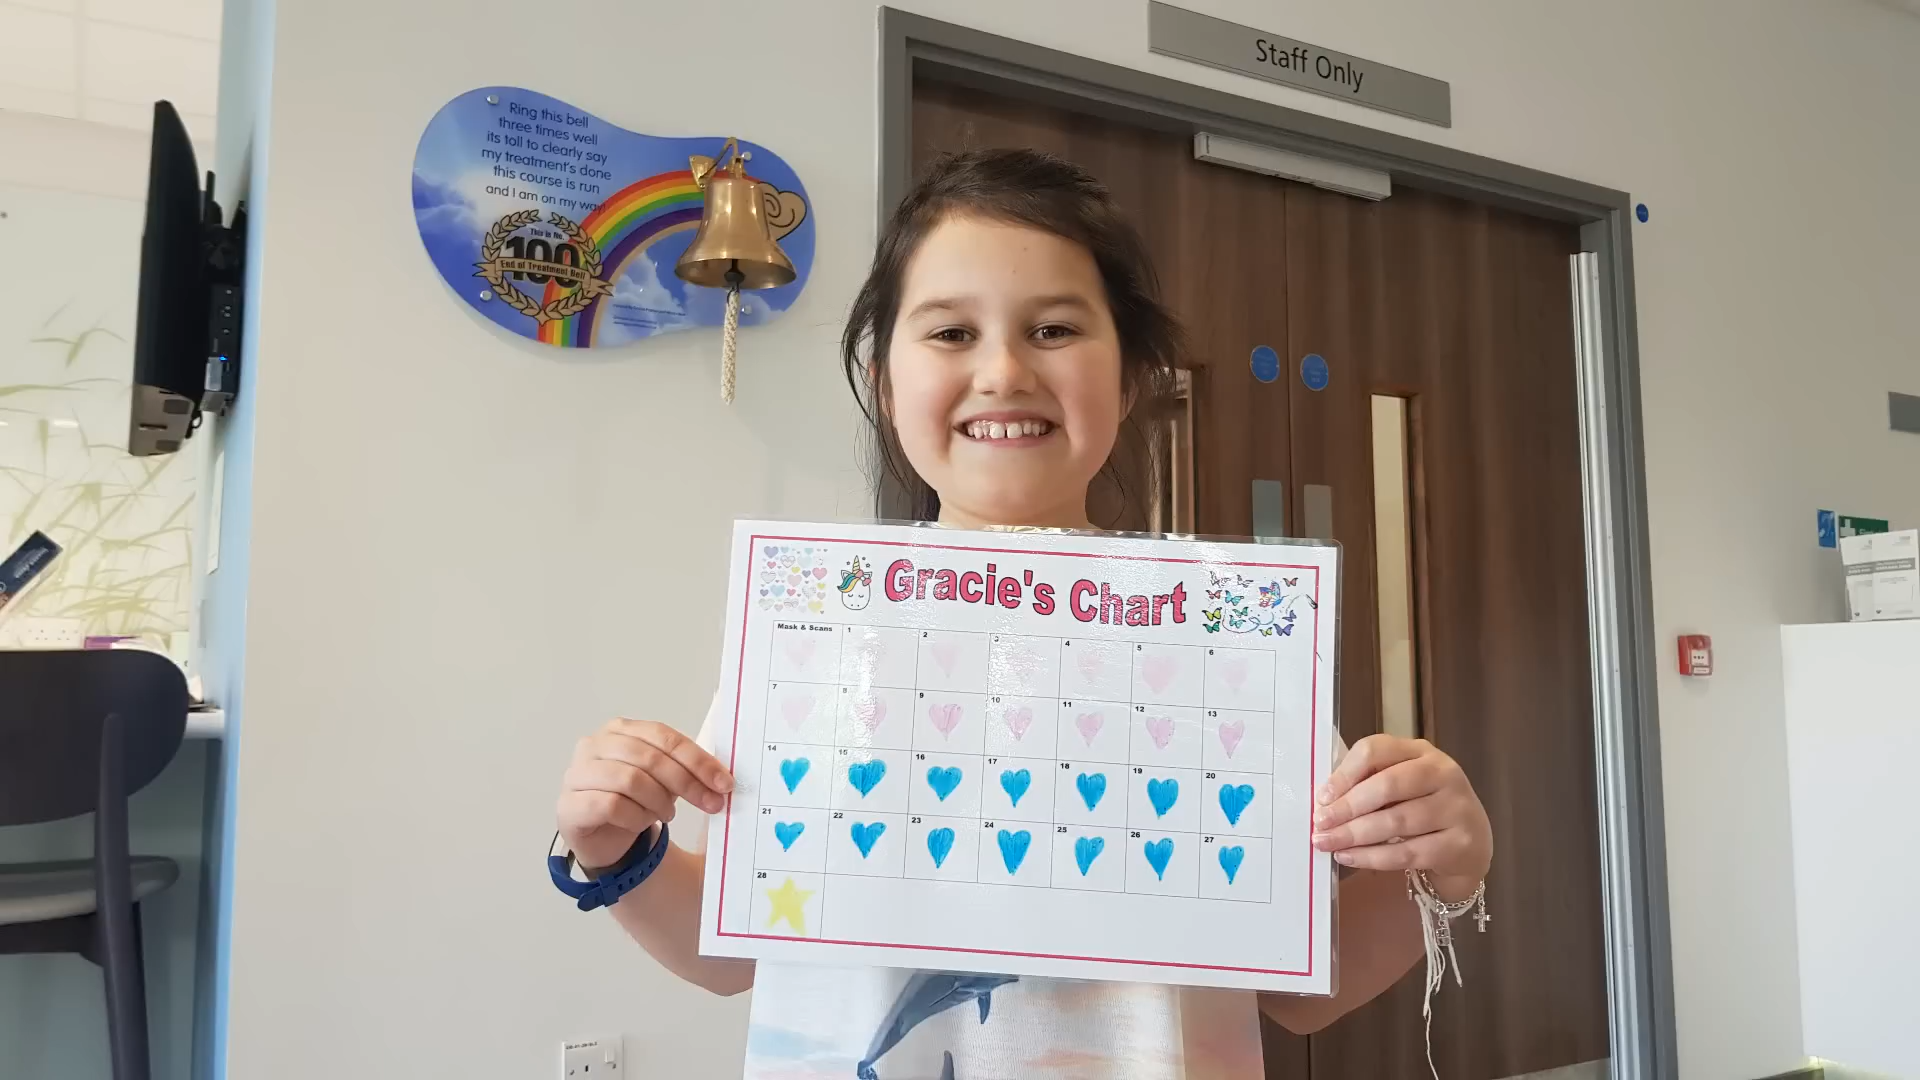 Staff Only
Ring this bell
three times well
its toll to clearly say
my treatment's done
this course is run
and I am on my way!
This is No.
100
End of Treatment Bell
Gracie's Chart
Mask & Scans 1 2 3 4 5 6
7 8 9 10 11 12 13
14 15 16 17 18 19 20
21 22 23 24 25 26 27
28